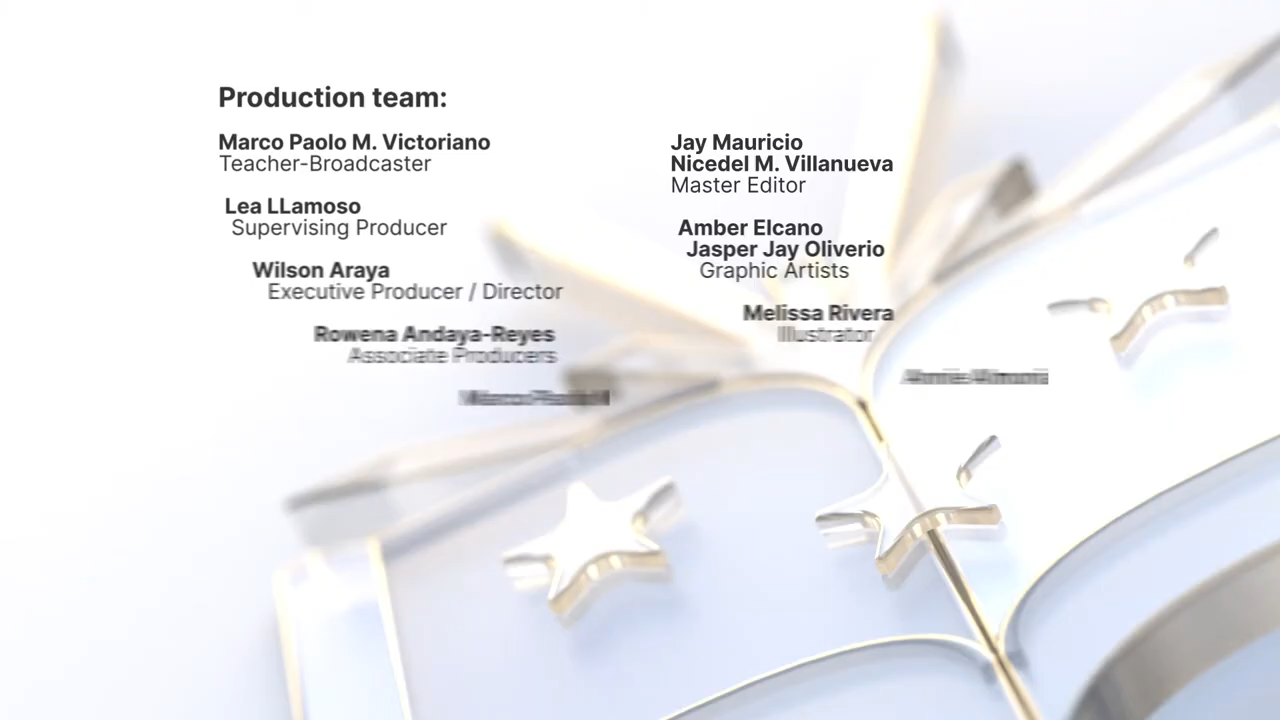 Production team:
Marco Paolo M. Victoriano
Teacher-Broadcaster
Lea LLamoso
Supervising Producer
Wilson Araya
Executive Producer / Director
Rowena Andaya-Reyes
Associate Producers
Jay Mauricio
Nicedel M. Villanueva
Master Editor
Amber Elcano
Jasper Jay Oliverio
Graphic Artists
Melissa Rivera
Illustrator